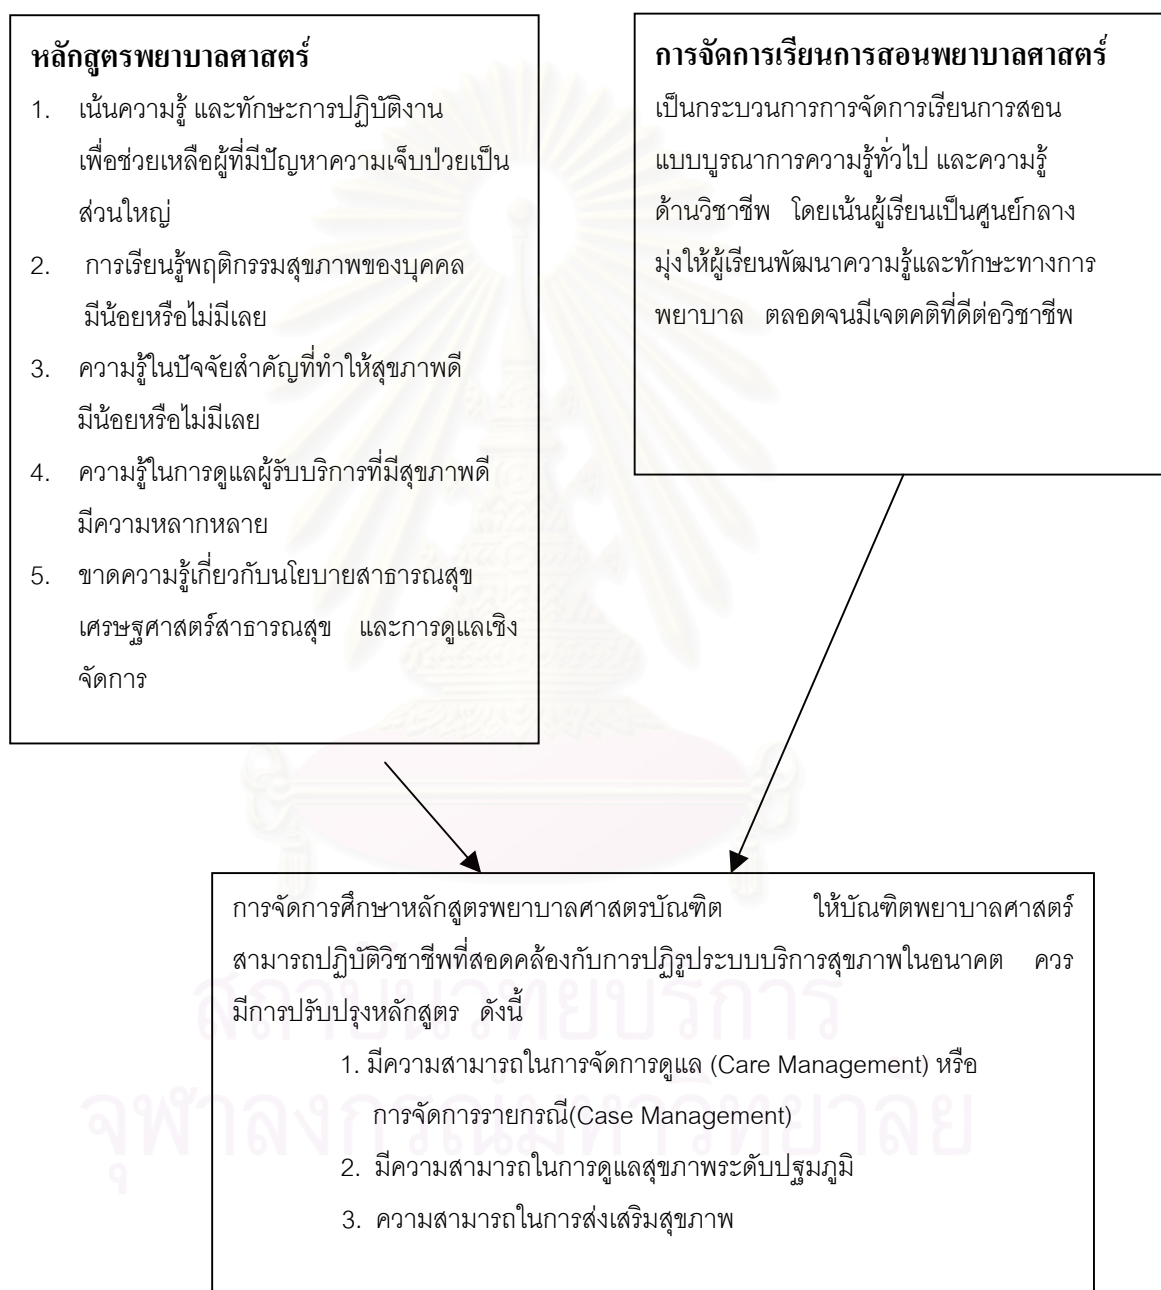 หลักสูตรพยาบาลศาสตร์
1. เน้นความรู้ และทักษะการปฏิบัติงาน
เพื่อช่วยเหลือผู้ที่มีปัญหาความเจ็บป่วยเป็น
ส่วนใหญ่
2. การเรียนรู้พฤติกรรมสุขภาพของบุคคล
มีน้อยหรือไม่มีเลย
3. ความรู้ในปัจจัยสำคัญที่ทำให้สุขภาพดี
มีน้อยหรือไม่มีเลย
4. ความรู้ในการดูแลผู้รับบริการที่มีสุขภาพดี
มีความหลากหลาย
5. ขาดความรู้เกี่ยวกับนโยบายสาธารณสุข
เศรษฐศาสตร์สาธารณสุข และการดูแลเชิง
จัดการ
การจัดการเรียนการสอนพยาบาลศาสตร์
เป็นกระบวนการการจัดการเรียนการสอน
แบบบูรณาการความรู้ทั่วไป และความรู้
ด้านวิชาชีพ โดยเน้นผู้เรียนเป็นศูนย์กลาง
มุ่งให้ผู้เรียนพัฒนาความรู้และทักษะทางการ
พยาบาล ตลอดจนมีเจตคติที่ดีต่อวิชาชีพ
การจัดการศึกษาหลักสูตรพยาบาลศาสตรบัณฑิต ให้บัณฑิตพยาบาลศาสตร์
สามารถปฏิบัติวิชาชีพที่สอดคล้องกับการปฏิรูประบบบริการสุขภาพในอนาคต ควร
มีการปรับปรุงหลักสูตร ดังนี้
1. มีความสามารถในการจัดการดูแล (Care Management) หรือ
การจัดการรายกรณี(Case Management)
2. มีความสามารถในการดูแลสุขภาพระดับปฐมภูมิ
3. ความสามารถในการส่งเสริมสุขภาพ
สถาบันวิทยบริการ
จุฬาลงกรณ์มหาวิทยาลัย